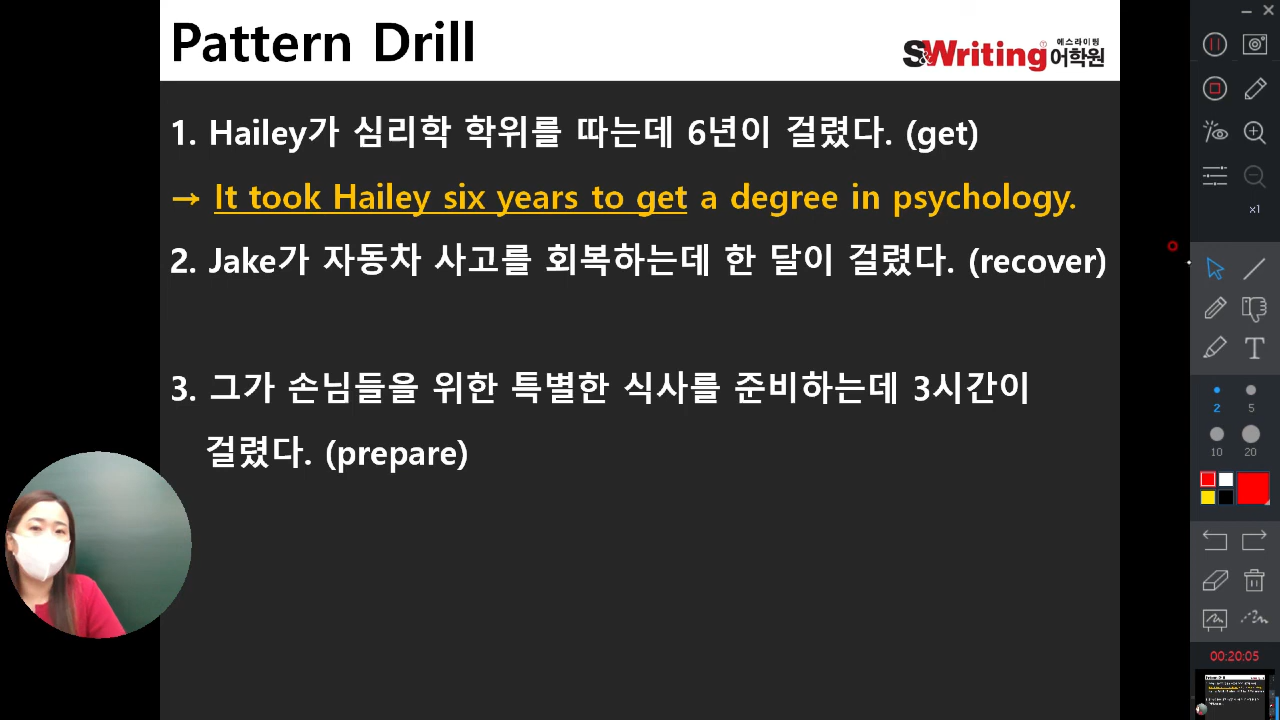 Pattern Drill
S&Writing 에스라이팅 어학원
1. Hailey가 심리학 학위를 따는데 6년이 걸렸다. (get)
→ It took Hailey six years to get a degree in psychology.
2. Jake가 자동차 사고를 회복하는데 한 달이 걸렸다. (recover)
3. 그가 손님들을 위한 특별한 식사를 준비하는데 3시간이
걸렸다. (prepare)
x1
T
2 5
10 20
00:20:05